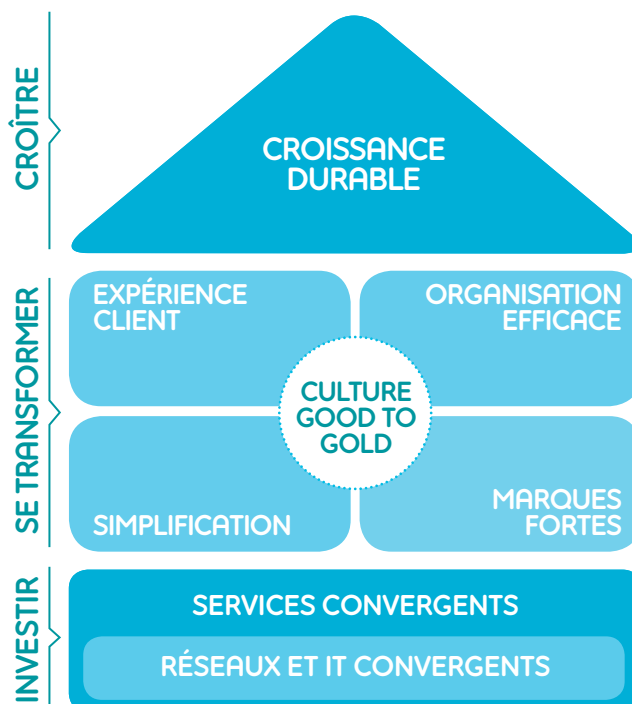 CROÎTRE
CROISSANCE
DURABLE
SE TRANSFORMER
EXPÉRIENCE
CLIENT
ORGANISATION
EFFICACE
CULTURE
GOOD TO
GOLD
SIMPLIFICATION
MARQUES
FORTES
INVESTIR
SERVICES CONVERGENTS
RÉSEAUX ET IT CONVERGENTS